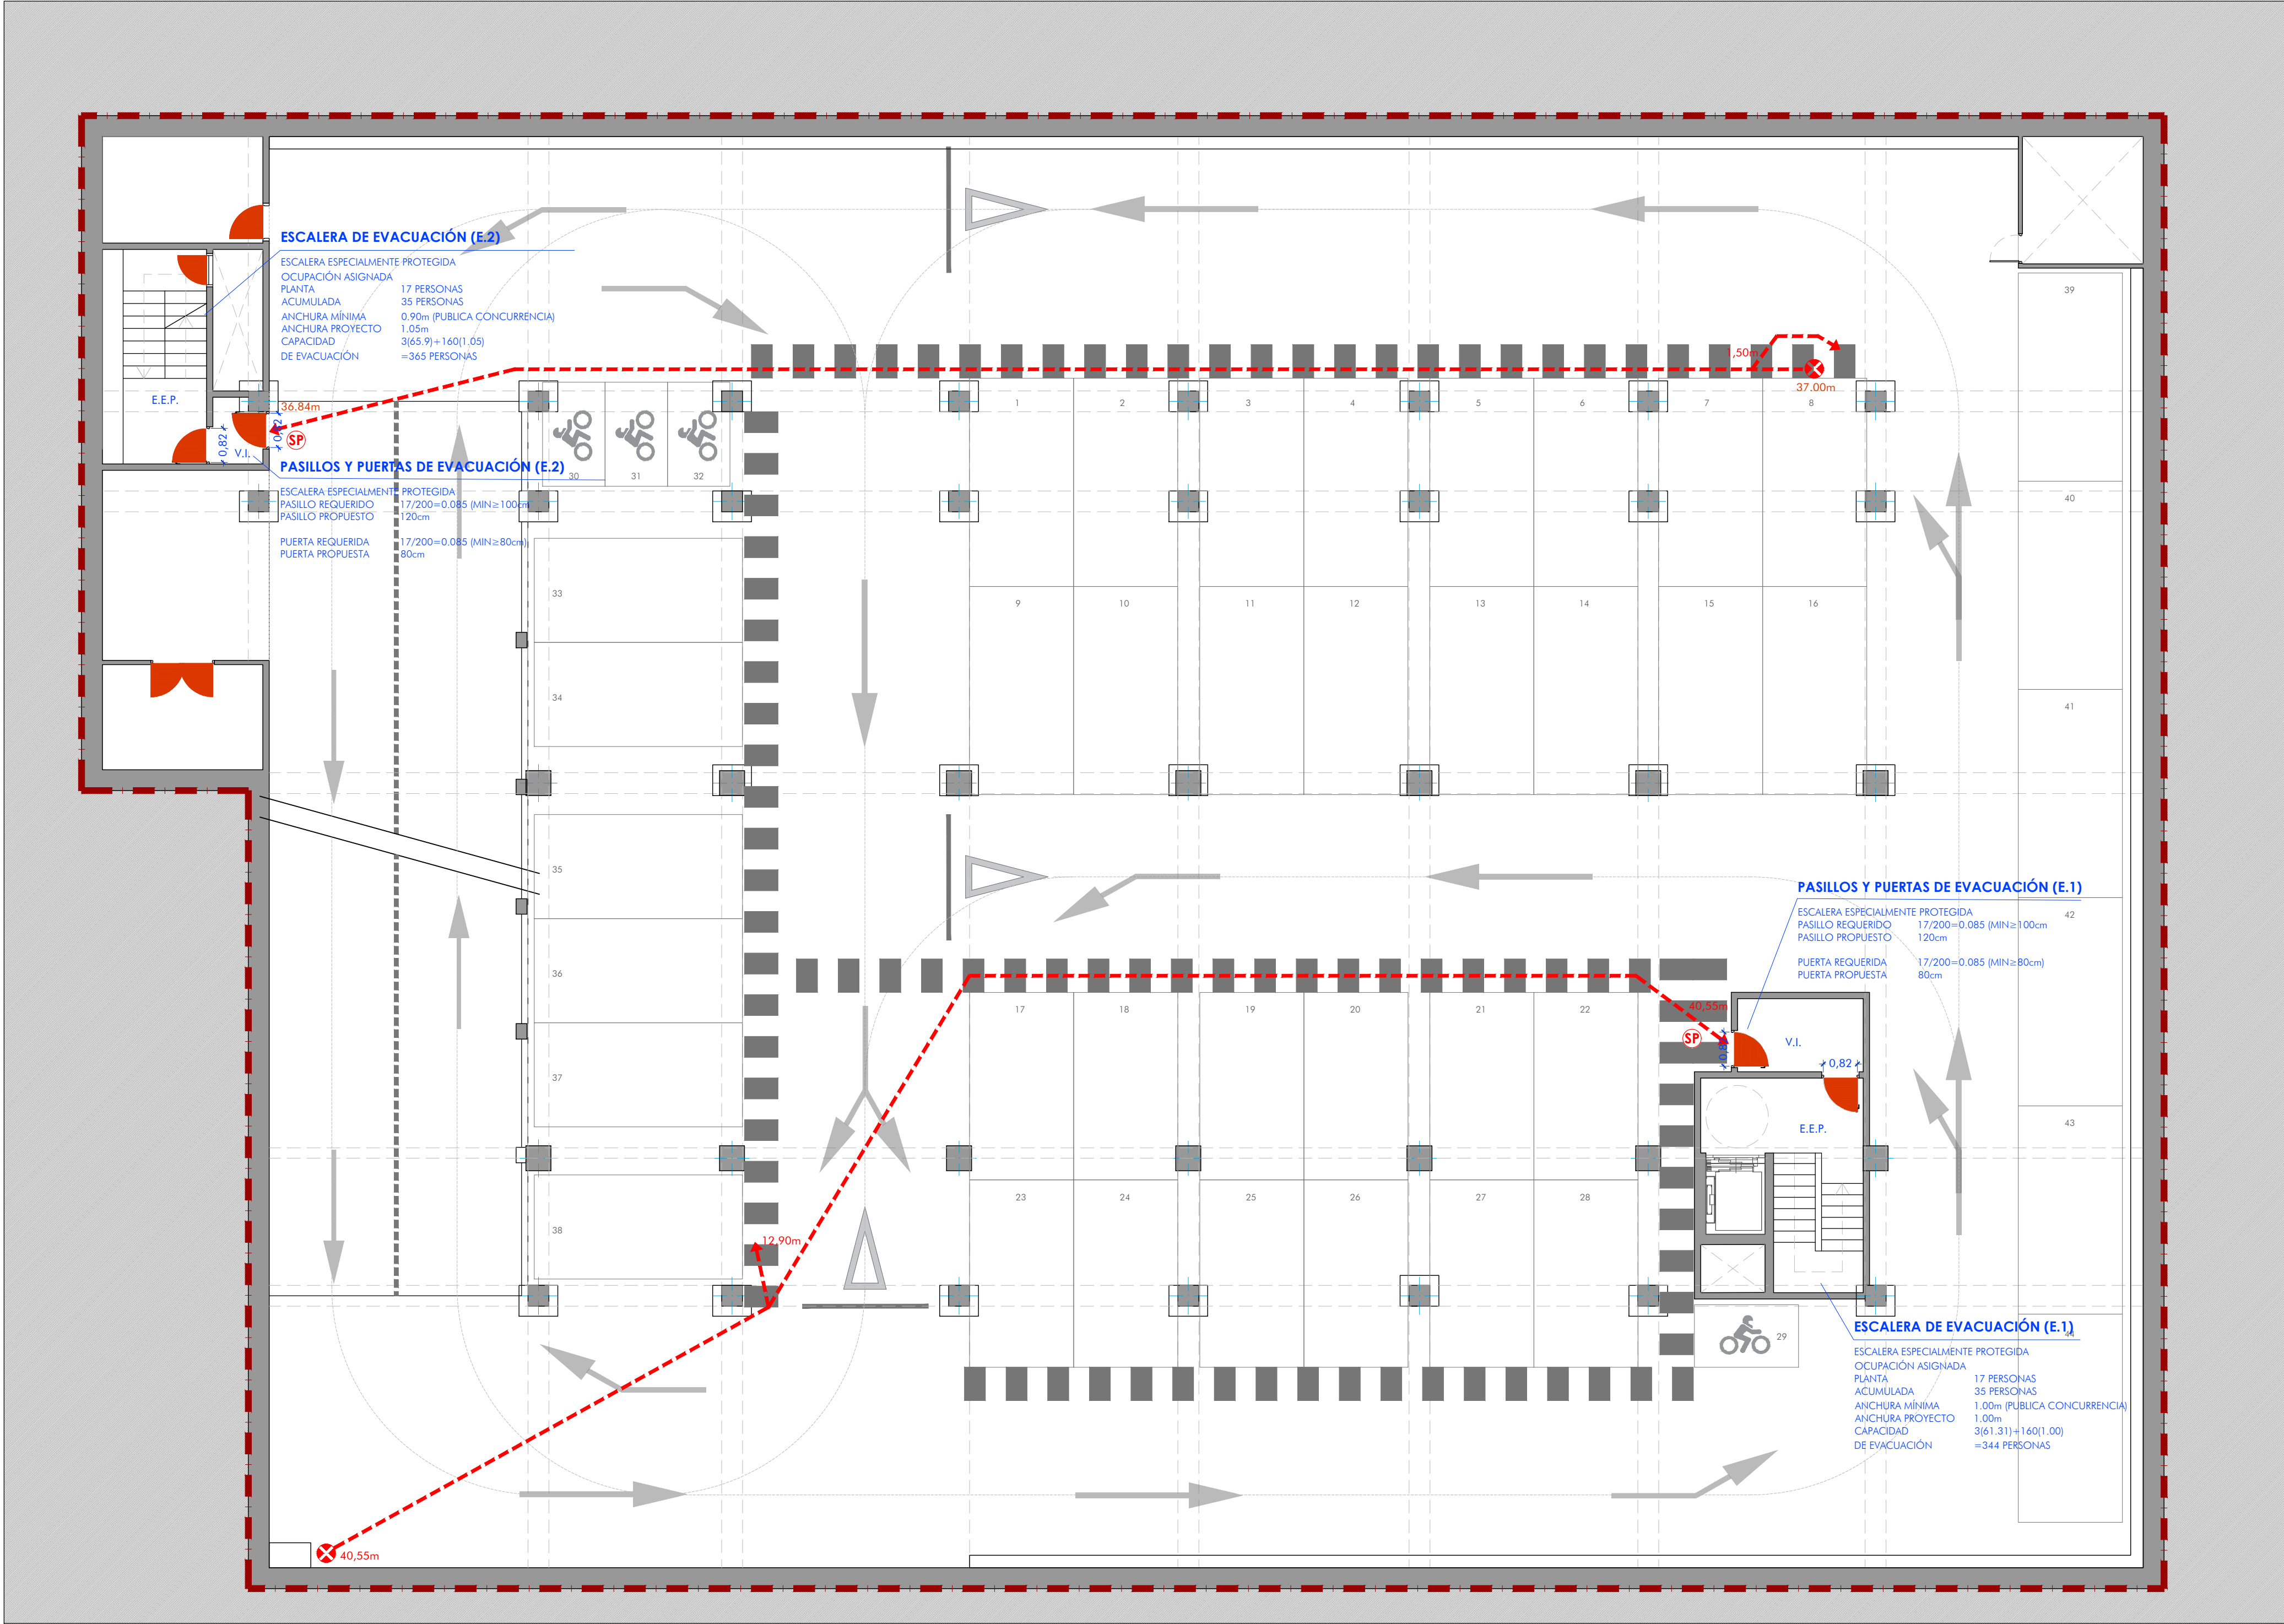 ESCALERA DE EVACUACIÓN (E.2)
ESCALERA ESPECIALMENTE PROTEGIDA
OCUPACIÓN ASIGNADA
PLANTA 17 PERSONAS
ACUMULADA 35 PERSONAS
ANCHURA MÍNIMA 0.90m (PUBLICA CONCURRENCIA)
ANCHURA PROYECTO 1.05m
CAPACIDAD 3(65.9)+160(1.05)
DE EVACUACIÓN =365 PERSONAS
E.E.P.
36,84m
0,82
SP
0,82
V.I.
PASILLOS Y PUERTAS DE EVACUACIÓN (E.2)
ESCALERA ESPECIALMENTE PROTEGIDA
PASILLO REQUERIDO 17/200=0.085 (MIN≥100cm
PASILLO PROPUESTO 120cm
PUERTA REQUERIDA 17/200=0.085 (MIN≥80cm)
PUERTA PROPUESTA 80cm
30 31 32
1,50m
37.00m
1 2 3 4 5 6 7 8
39
40
33
9 10 11 12 13 14 15 16
34
41
35
36
37
38
42
PASILLOS Y PUERTAS DE EVACUACIÓN (E.1)
ESCALERA ESPECIALMENTE PROTEGIDA
PASILLO REQUERIDO 17/200=0.085 (MIN≥100cm
PASILLO PROPUESTO 120cm
PUERTA REQUERIDA 17/200=0.085 (MIN≥80cm)
PUERTA PROPUESTA 80cm
17 18 19 20 21 22
40,55m
SP
V.I.
0,82
E.E.P.
43
23 24 25 26 27 28
12,90m
29
44
ESCALERA DE EVACUACIÓN (E.1)
ESCALERA ESPECIALMENTE PROTEGIDA
OCUPACIÓN ASIGNADA
PLANTA 17 PERSONAS
ACUMULADA 35 PERSONAS
ANCHURA MÍNIMA 1.00m (PUBLICA CONCURRENCIA)
ANCHURA PROYECTO 1.00m
CAPACIDAD 3(61.31)+160(1.00)
DE EVACUACIÓN =344 PERSONAS
40,55m